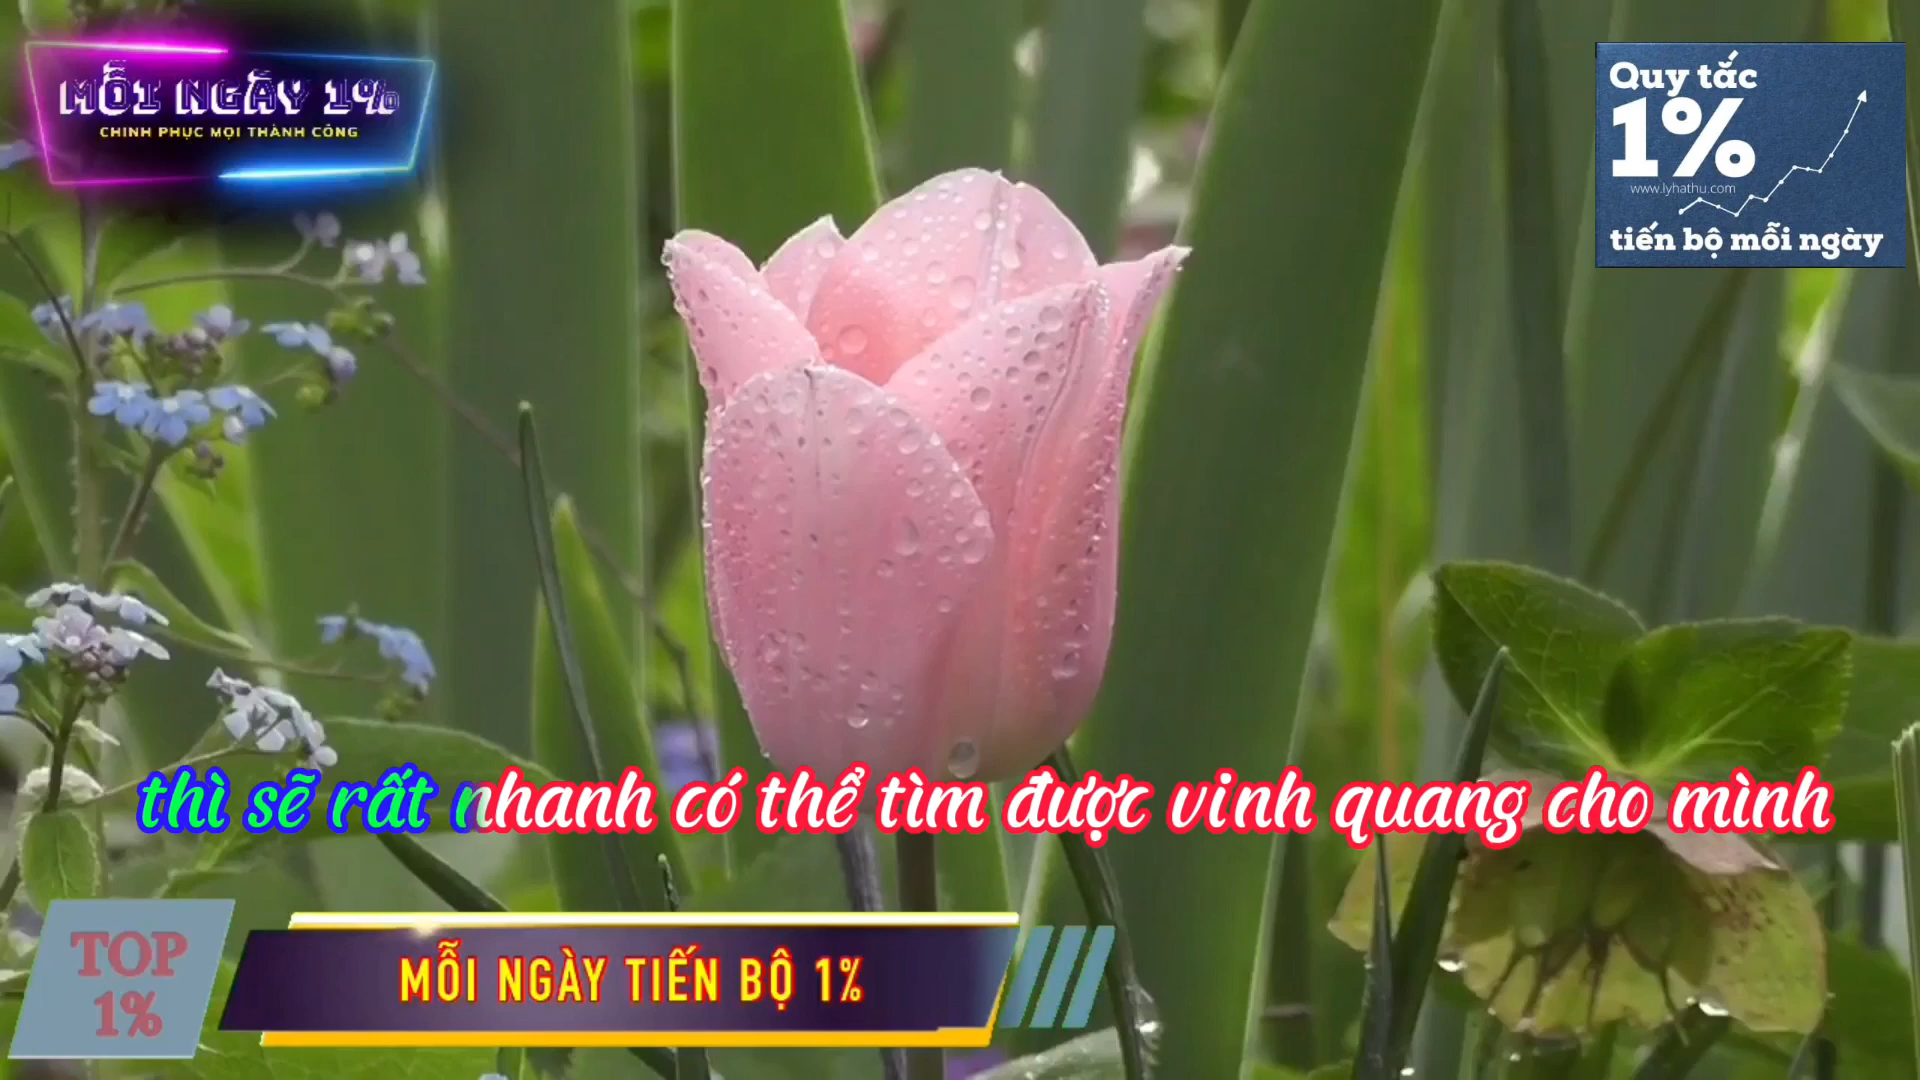 MỖI NGÀY 1%
CHINH PHỤC MỌI THÀNH CÔNG
Quy tắc
1%
www.lyhathu.com
tiến bộ mỗi ngày
thì sẽ rất nhanh có thể tìm được vinh quang cho mình
TOP
1%
MỖI NGÀY TIẾN BỘ 1%